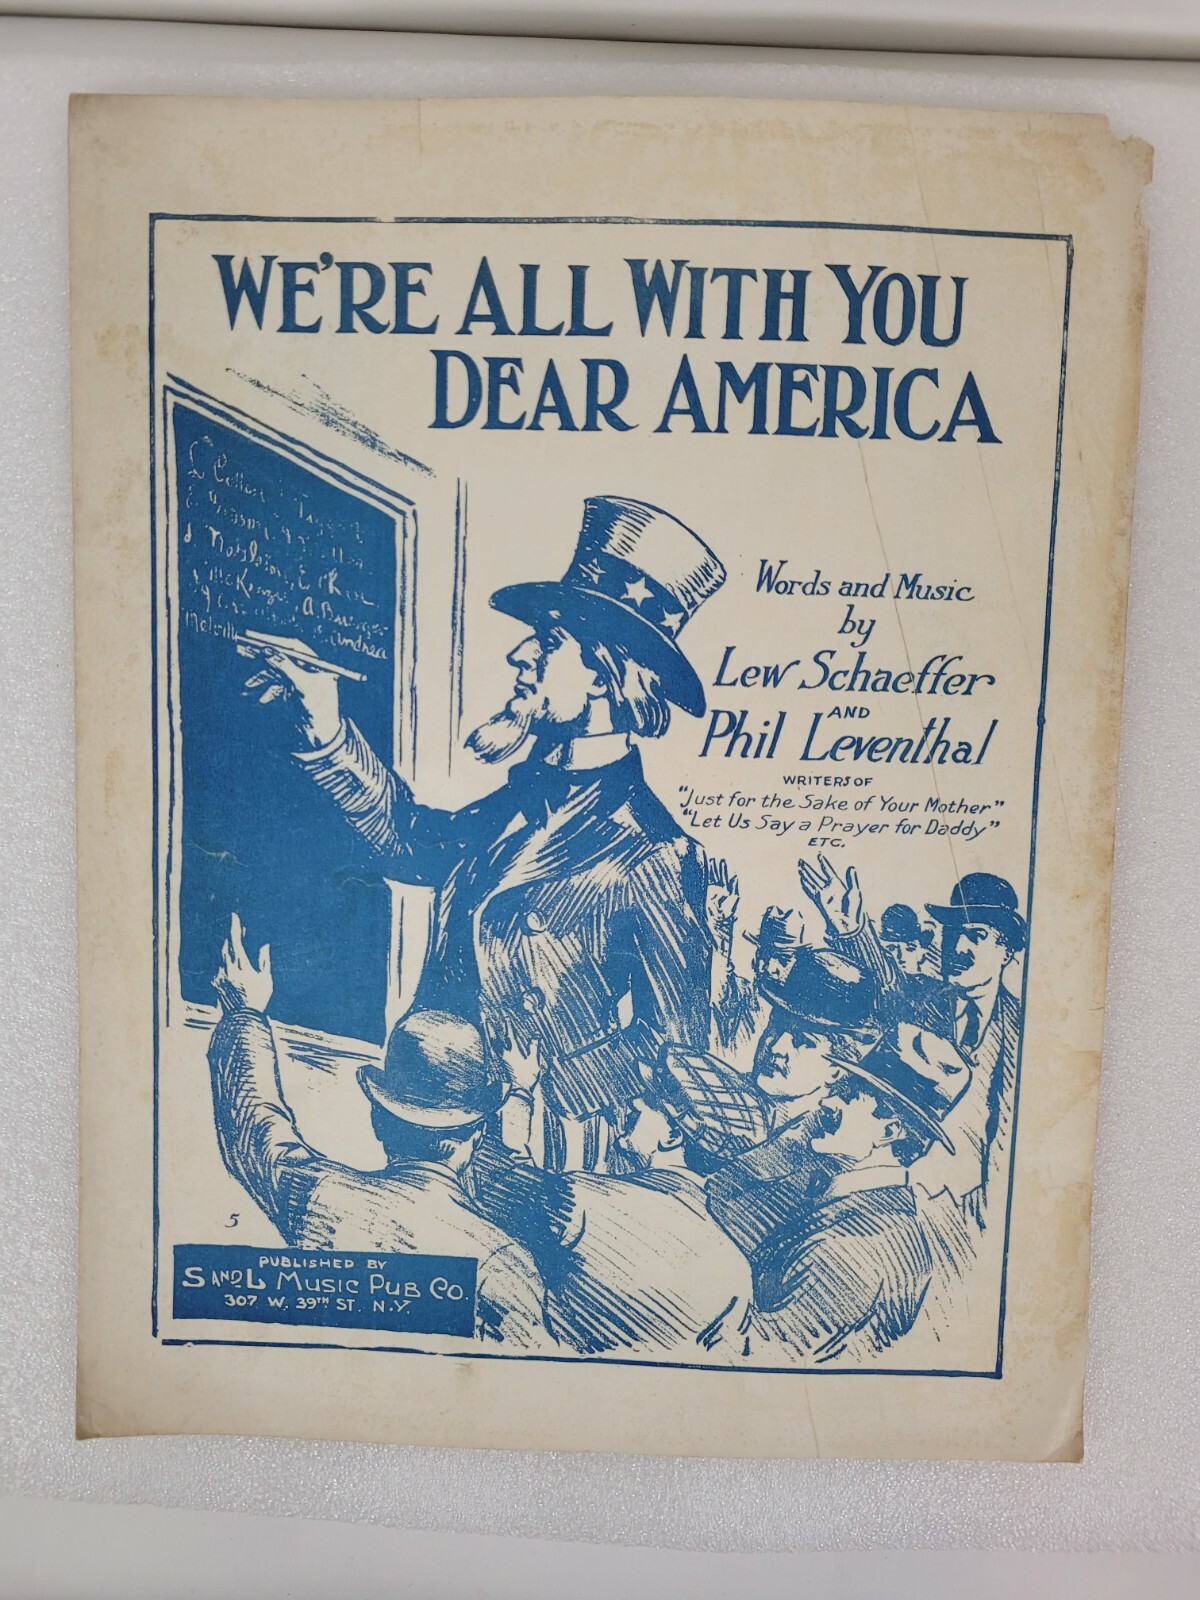 WE'RE ALL WITH YOU
DEAR AMERICA
Words and Music
by
Lew Schaeffer
AND
Phil Leventhal
WRITERS OF
"Just for the Sake of Your Mother"
"Let Us Say a Prayer for Daddy"
ETC.
McKenzie
5
PUBLISHED BY
S AND L MUSIC PUB CO.
307 W. 39TH ST. N.Y.